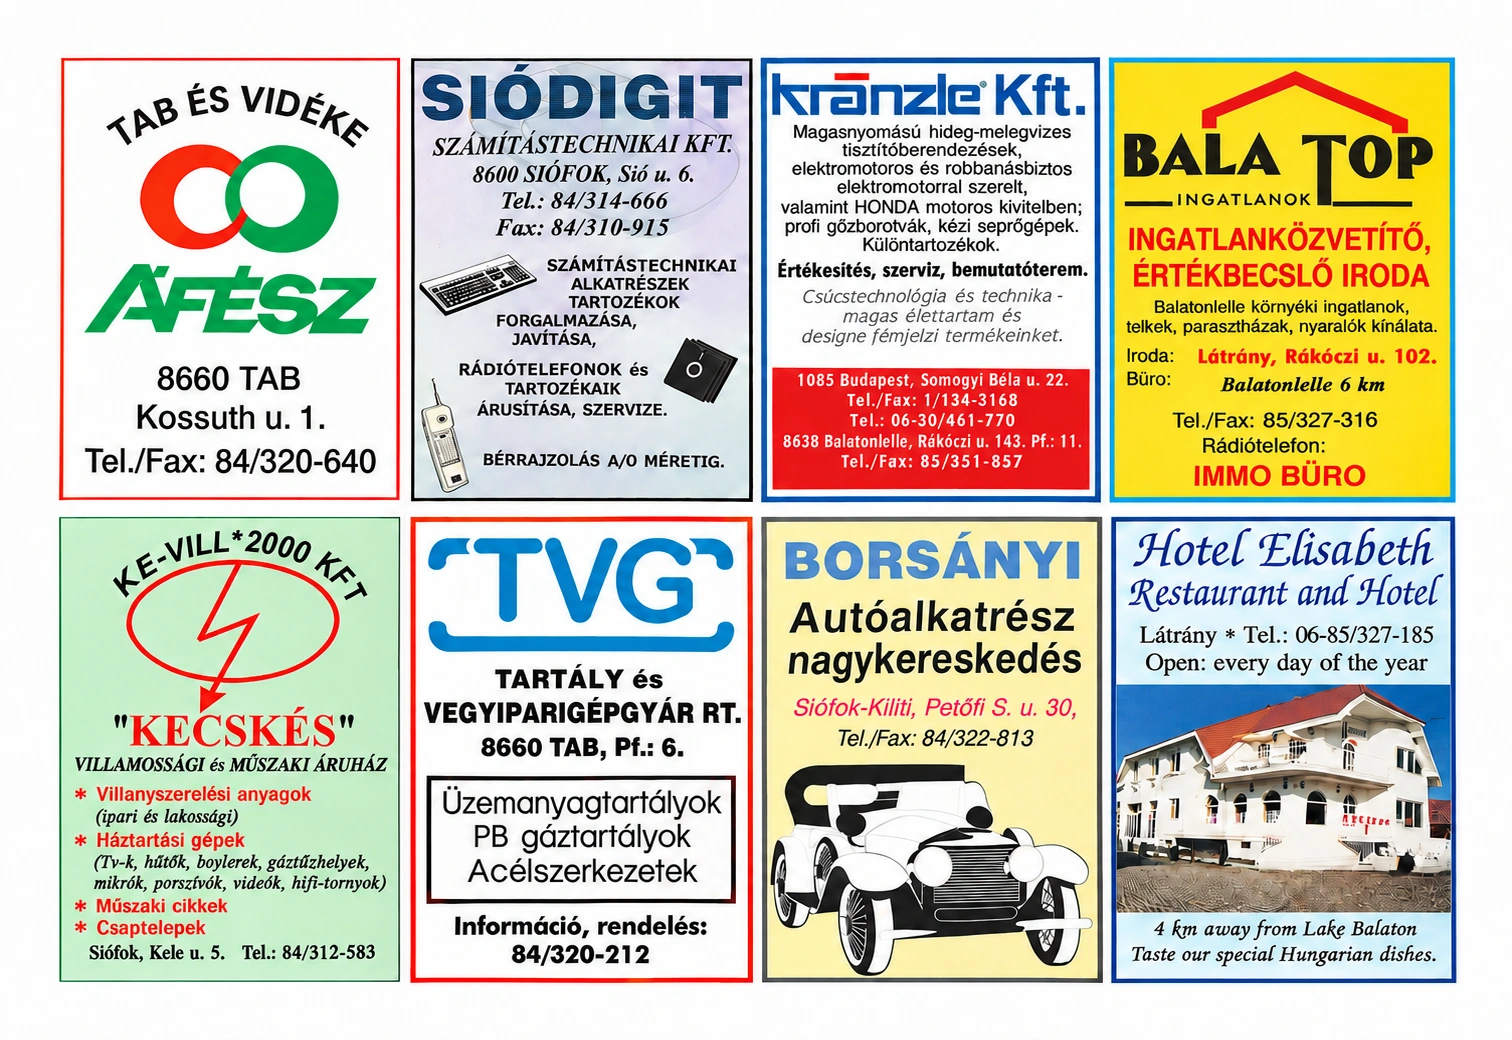 TAB ÉS VIDÉKE
ÁFÉSZ
8660 TAB
Kossuth u. 1.
Tel./Fax: 84/320-640
SIÓDIGIT
SZÁMÍTÁSTECHNIKAI KFT.
8600 SIÓFOK, Sió u. 6.
Tel.: 84/314-666
Fax: 84/310-915
SZÁMÍTÁSTECHNIKAI
ALKATRÉSZEK
TARTOZÉKOK
FORGALMAZÁSA,
JAVÍTÁSA,
RÁDIÓTELEFONOK és
TARTOZÉKAIK
ÁRUSÍTÁSA, SZERVIZE.
BÉRRAJZOLÁS A/0 MÉRETIG.
kränzle® Kft.
Magasnyomású hideg-melegvizes
tisztítóberendezések,
elektromotoros és robbanásbiztos
elektromotorral szerelt,
valamint HONDA motoros kivitelben;
profi gőzborotvák, kézi seprőgépek.
Különtartozékok.
Értékesítés, szerviz, bemutatóterem.
Csúcstechnológia és technika -
magas élettartam és
designe fémjelzi termékeinket.
1085 Budapest, Somogyi Béla u. 22.
Tel./Fax: 1/134-3168
Tel.: 06-30/461-770
8638 Balatonlelle, Rákóczi u. 143. Pf.: 11.
Tel./Fax: 85/351-857
BALA TOP
INGATLANOK
INGATLANKÖZVETÍTŐ,
ÉRTÉKBECSLŐ IRODA
Balatonlelle környéki ingatlanok,
telkek, parasztházak, nyaralók kínálata.
Iroda: Látrány, Rákóczi u. 102.
Büro: Balatonlelle 6 km
Tel./Fax: 85/327-316
Rádiótelefon:
IMMO BÜRO
KE-VILL*2000 KFT
"KECSKÉS"
VILLAMOSSÁGI és MŰSZAKI ÁRUHÁZ
* Villanyszerelési anyagok
(ipari és lakossági)
* Háztartási gépek
(Tv-k, hűtők, boylerek, gáztűzhelyek,
mikrók, porszívók, videók, hifi-tornyok)
* Műszaki cikkek
* Csaptelepek
Siófok, Kele u. 5. Tel.: 84/312-583
TVG
TARTÁLY és
VEGYIPARIGÉPGYÁR RT.
8660 TAB, Pf.: 6.
Üzemanyagtartályok
PB gáztartályok
Acélszerkezetek
Információ, rendelés:
84/320-212
BORSÁNYI
Autóalkatrész
nagykereskedés
Siófok-Kiliti, Petőfi S. u. 30,
Tel./Fax: 84/322-813
Hotel Elisabeth
Restaurant and Hotel
Látrány * Tel.: 06-85/327-185
Open: every day of the year
4 km away from Lake Balaton
Taste our special Hungarian dishes.